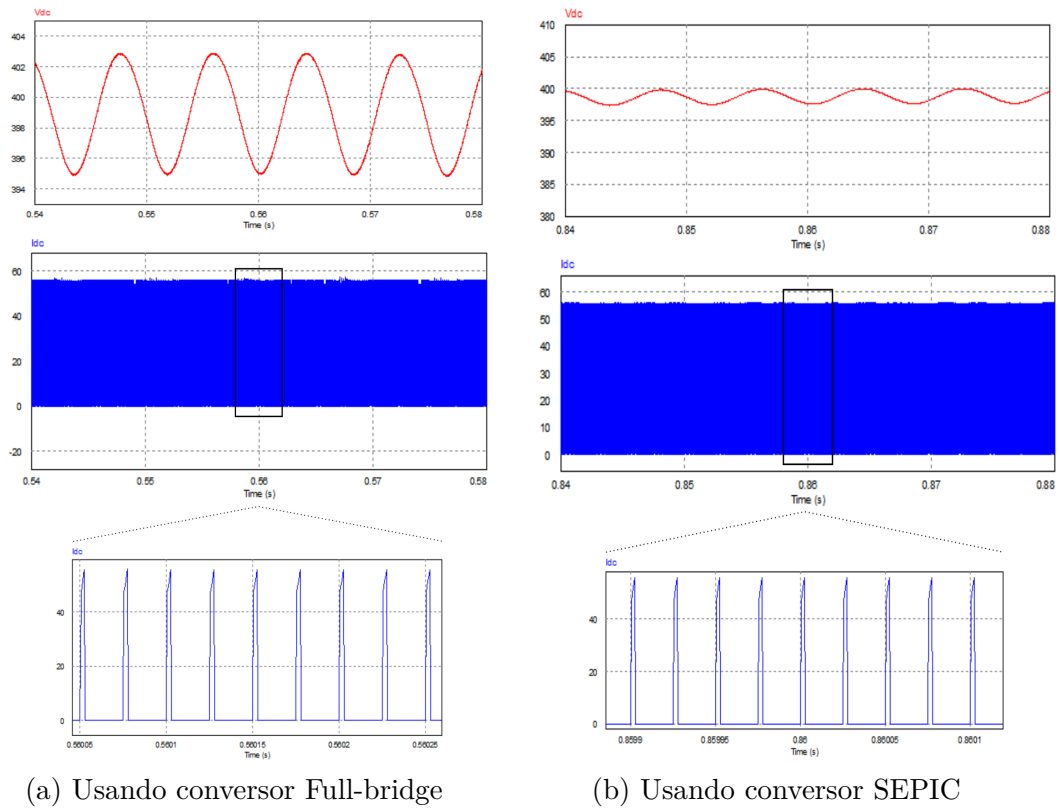 Vdc
404
402
400
398
396
394
0.54 0.55 0.56 0.57 0.58
Time (s)
Idc
60
40
20
0
-20
0.54 0.55 0.56 0.57 0.58
Time (s)
Idc
40
20
0
0.56005 0.5601 0.56015 0.5602 0.56025
Time (s)
(a) Usando conversor Full-bridge
Vdc
410
405
400
395
390
385
380
0.84 0.85 0.86 0.87 0.88
Time (s)
Idc
60
50
40
30
20
10
0
0.84 0.85 0.86 0.87 0.88
Time (s)
Idc
40
20
0
0.8599 0.85995 0.86 0.86005 0.8601
Time (s)
(b) Usando conversor SEPIC